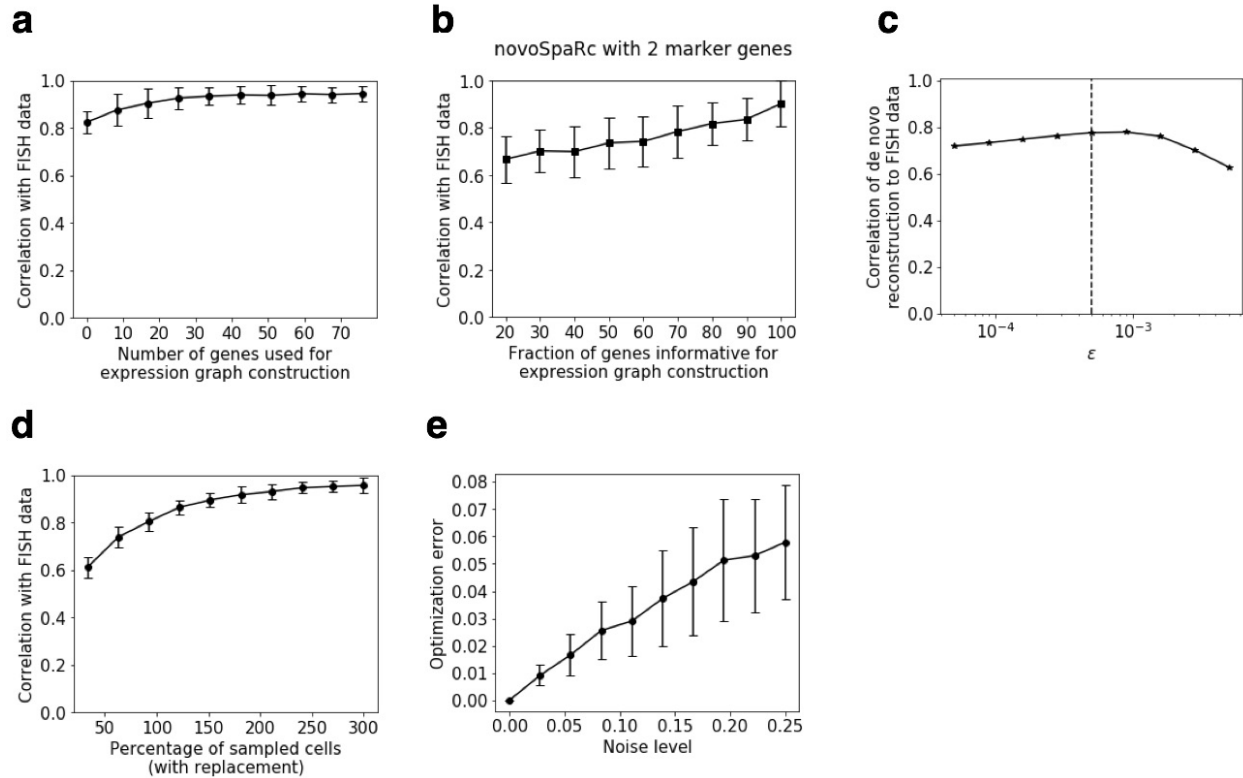 a
Correlation with FISH data
1.0
0.8
0.6
0.4
0.2
0.0
0 10 20 30 40 50 60 70
Number of genes used for
expression graph construction
b
novoSpaRc with 2 marker genes
Correlation with FISH data
1.0
0.8
0.6
0.4
0.2
0.0
20 30 40 50 60 70 80 90 100
Fraction of genes informative for
expression graph construction
c
Correlation of de novo
reconstruction to FISH data
1.0
0.8
0.6
0.4
0.2
0.0
10⁻⁴ 10⁻³
ε
d
Correlation with FISH data
1.0
0.8
0.6
0.4
0.2
0.0
50 100 150 200 250 300
Percentage of sampled cells
(with replacement)
e
Optimization error
0.08
0.07
0.06
0.05
0.04
0.03
0.02
0.01
0.00
0.00 0.05 0.10 0.15 0.20 0.25
Noise level